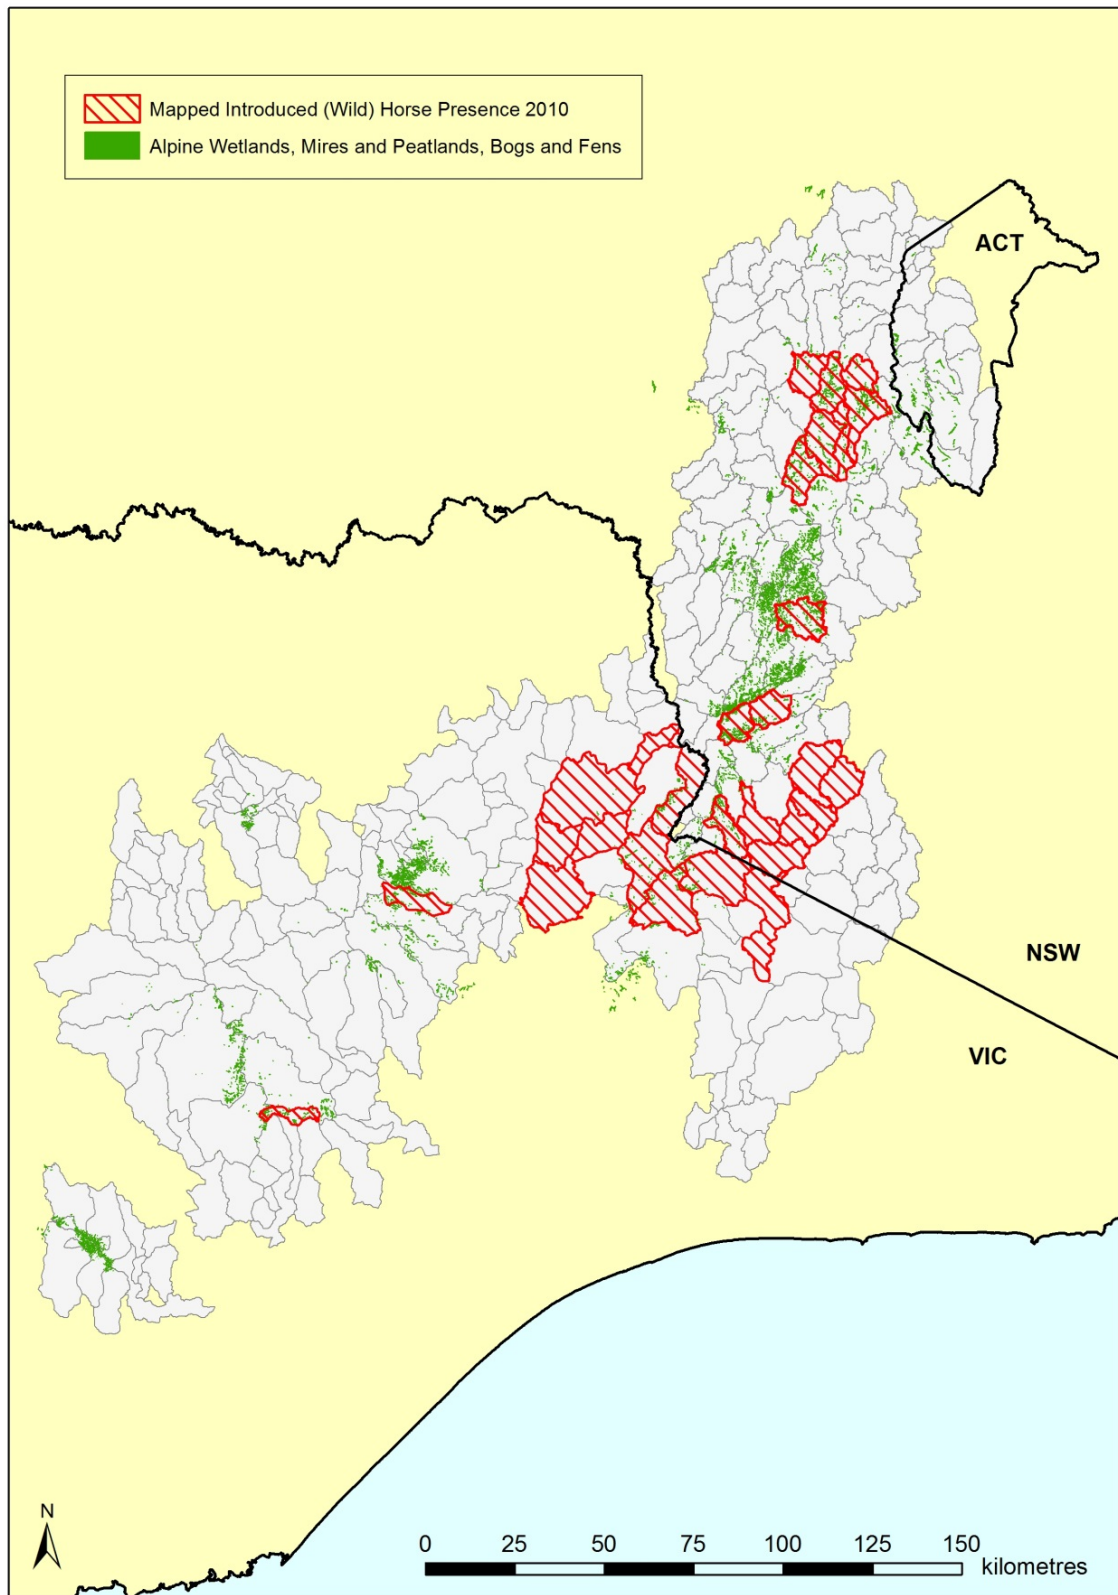 Mapped Introduced (Wild) Horse Presence 2010
Alpine Wetlands, Mires and Peatlands, Bogs and Fens
ACT
NSW
VIC
N
0 25 50 75 100 125 150
kilometres